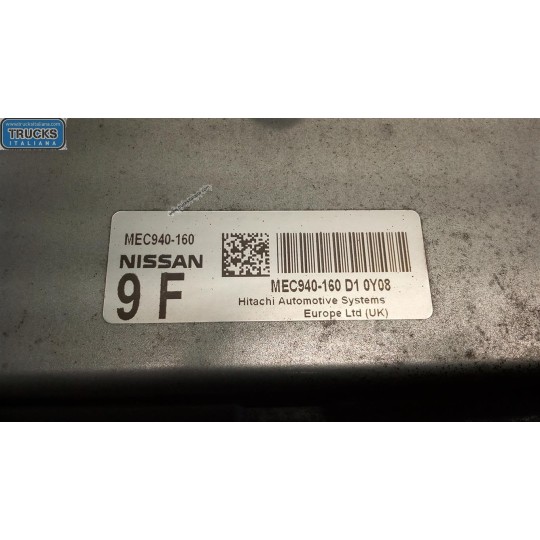 TRUCKS
ITALIANA
MEC940-160
NISSAN
9 F
MEC940-160 D1 0Y08
Hitachi Automotive Systems
Europe Ltd (UK)